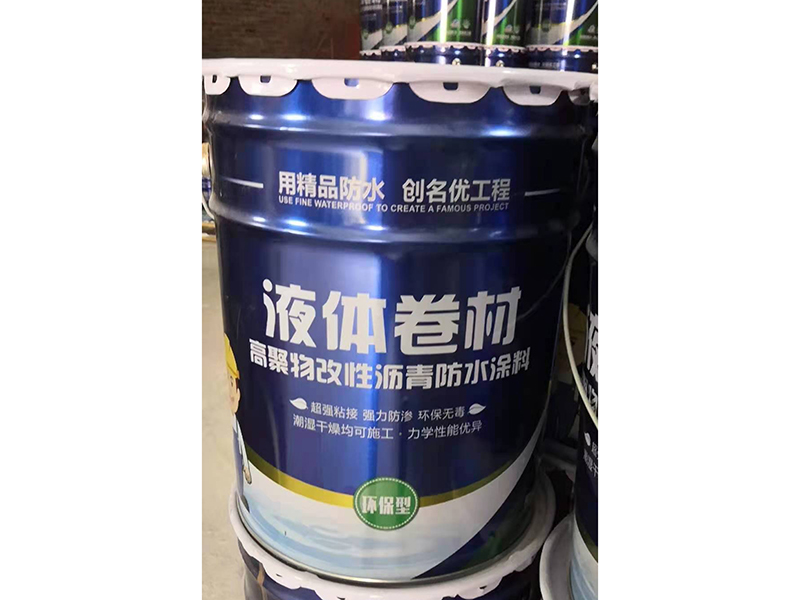 用精品防水 创名优工程
USE FINE WATERPROOF TO CREATE A FAMOUS PROJECT
液体卷材
高聚物改性沥青防水涂料
超强粘接 强力防渗 环保无毒
潮湿干燥均可施工·力学性能优异
环保型